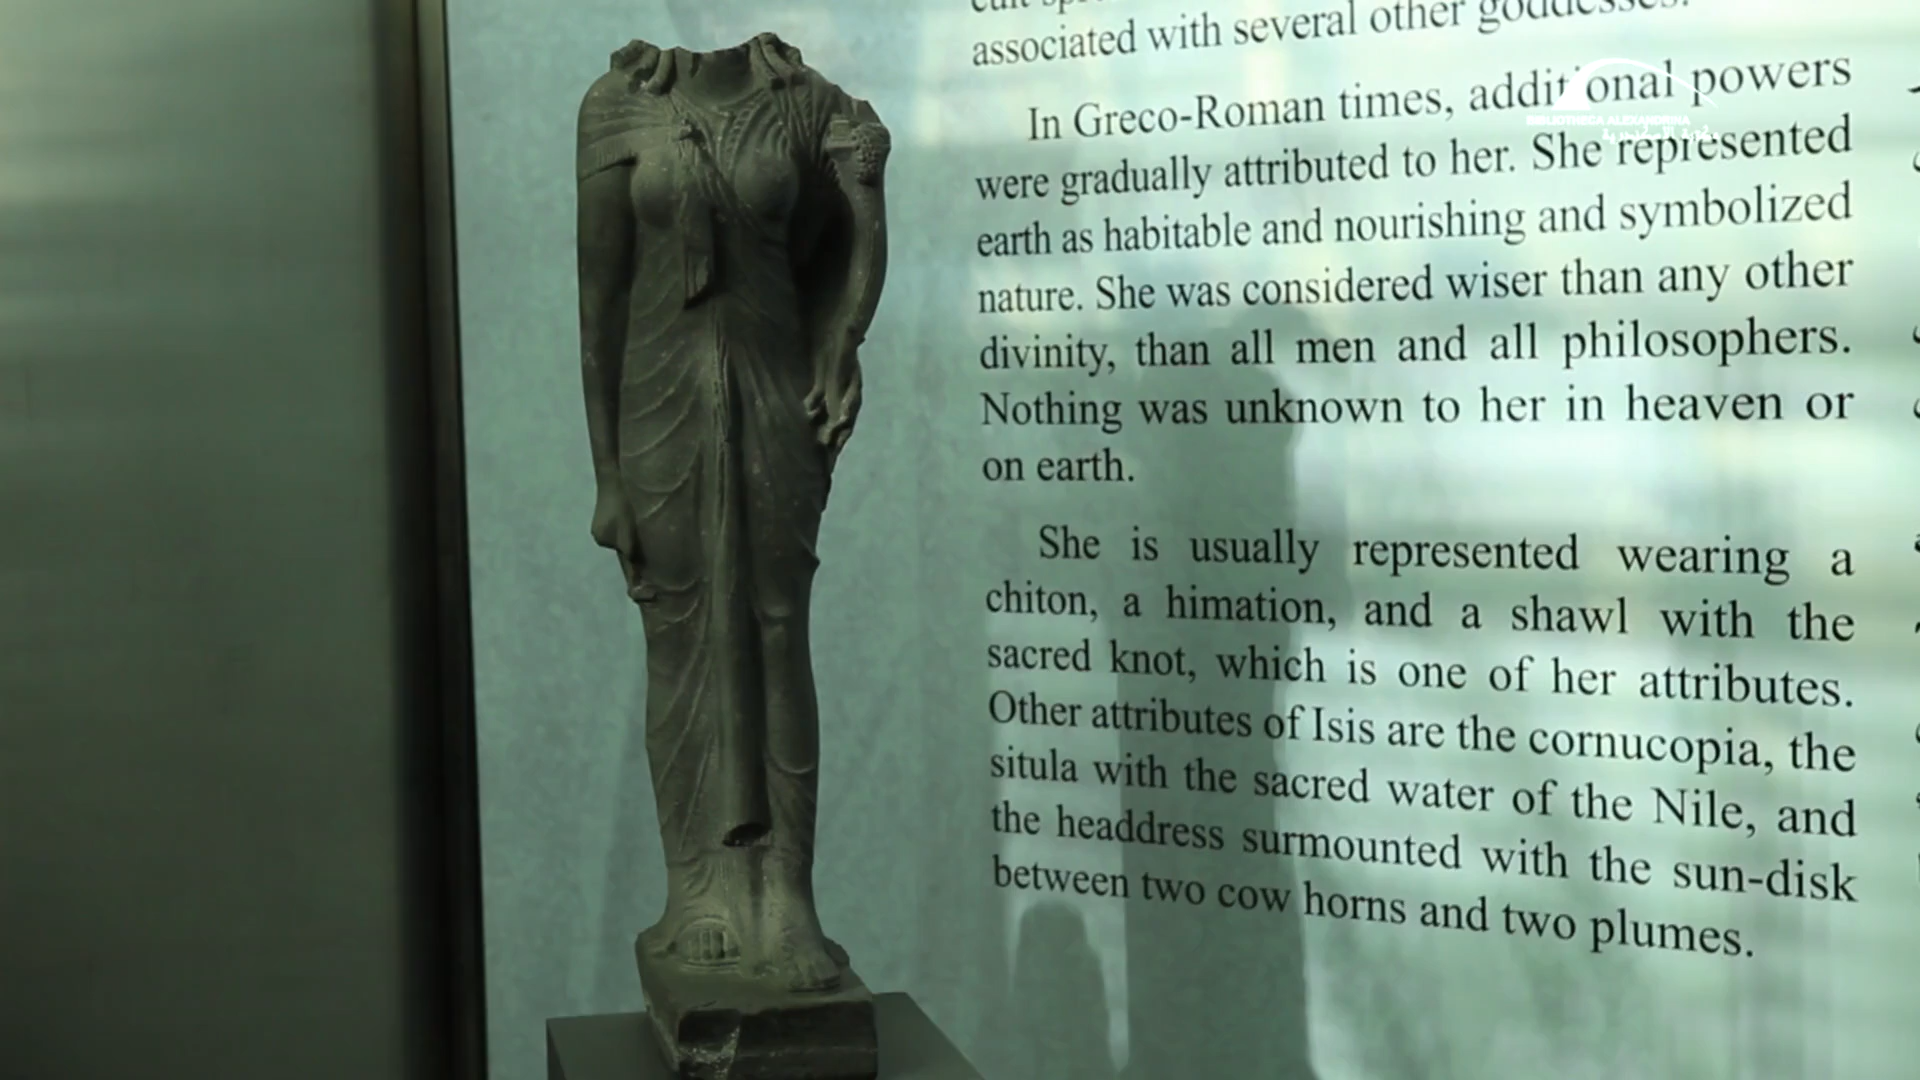 associated with several other goddesses.
In Greco-Roman times, additional powers
were gradually attributed to her. She represented
earth as habitable and nourishing and symbolized
nature. She was considered wiser than any other
divinity, than all men and all philosophers.
Nothing was unknown to her in heaven or
on earth.
She is usually represented wearing a
chiton, a himation, and a shawl with the
sacred knot, which is one of her attributes.
Other attributes of Isis are the cornucopia, the
situla with the sacred water of the Nile, and
the headdress surmounted with the sun-disk
between two cow horns and two plumes.
BIBLIOTHECA ALEXANDRINA
مكتبة الإسكندرية